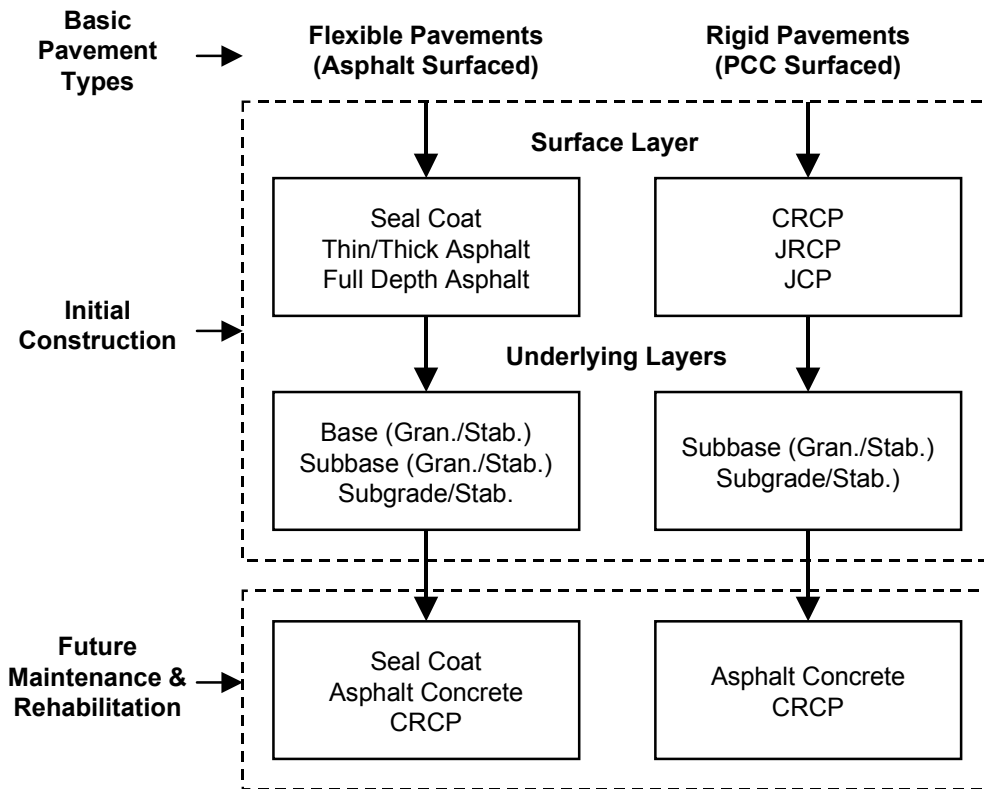 Basic
Pavement
Types
Flexible Pavements
(Asphalt Surfaced)
Rigid Pavements
(PCC Surfaced)
Surface Layer
Seal Coat
Thin/Thick Asphalt
Full Depth Asphalt
CRCP
JRCP
JCP
Initial
Construction
Underlying Layers
Base (Gran./Stab.)
Subbase (Gran./Stab.)
Subgrade/Stab.
Subbase (Gran./Stab.)
Subgrade/Stab.)
Future
Maintenance &
Rehabilitation
Seal Coat
Asphalt Concrete
CRCP
Asphalt Concrete
CRCP